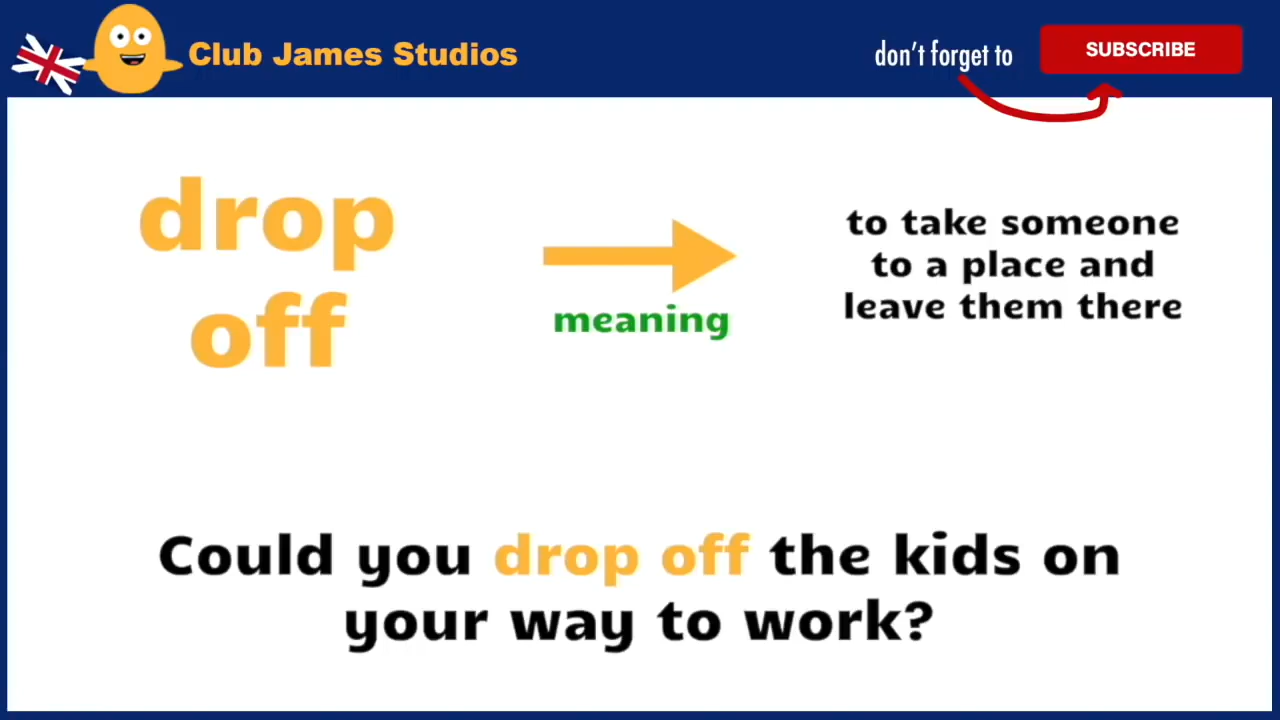 Club James Studios
don't forget to
SUBSCRIBE
drop
off
meaning
to take someone
to a place and
leave them there
Could you drop off the kids on
your way to work?